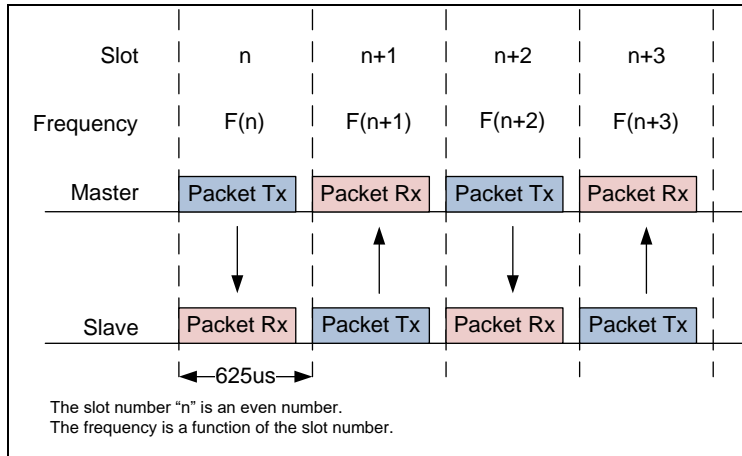 Slot n n+1 n+2 n+3
Frequency F(n) F(n+1) F(n+2) F(n+3)
Master Packet Tx Packet Rx Packet Tx Packet Rx
Slave Packet Rx Packet Tx Packet Rx Packet Tx
625us
The slot number “n” is an even number.
The frequency is a function of the slot number.